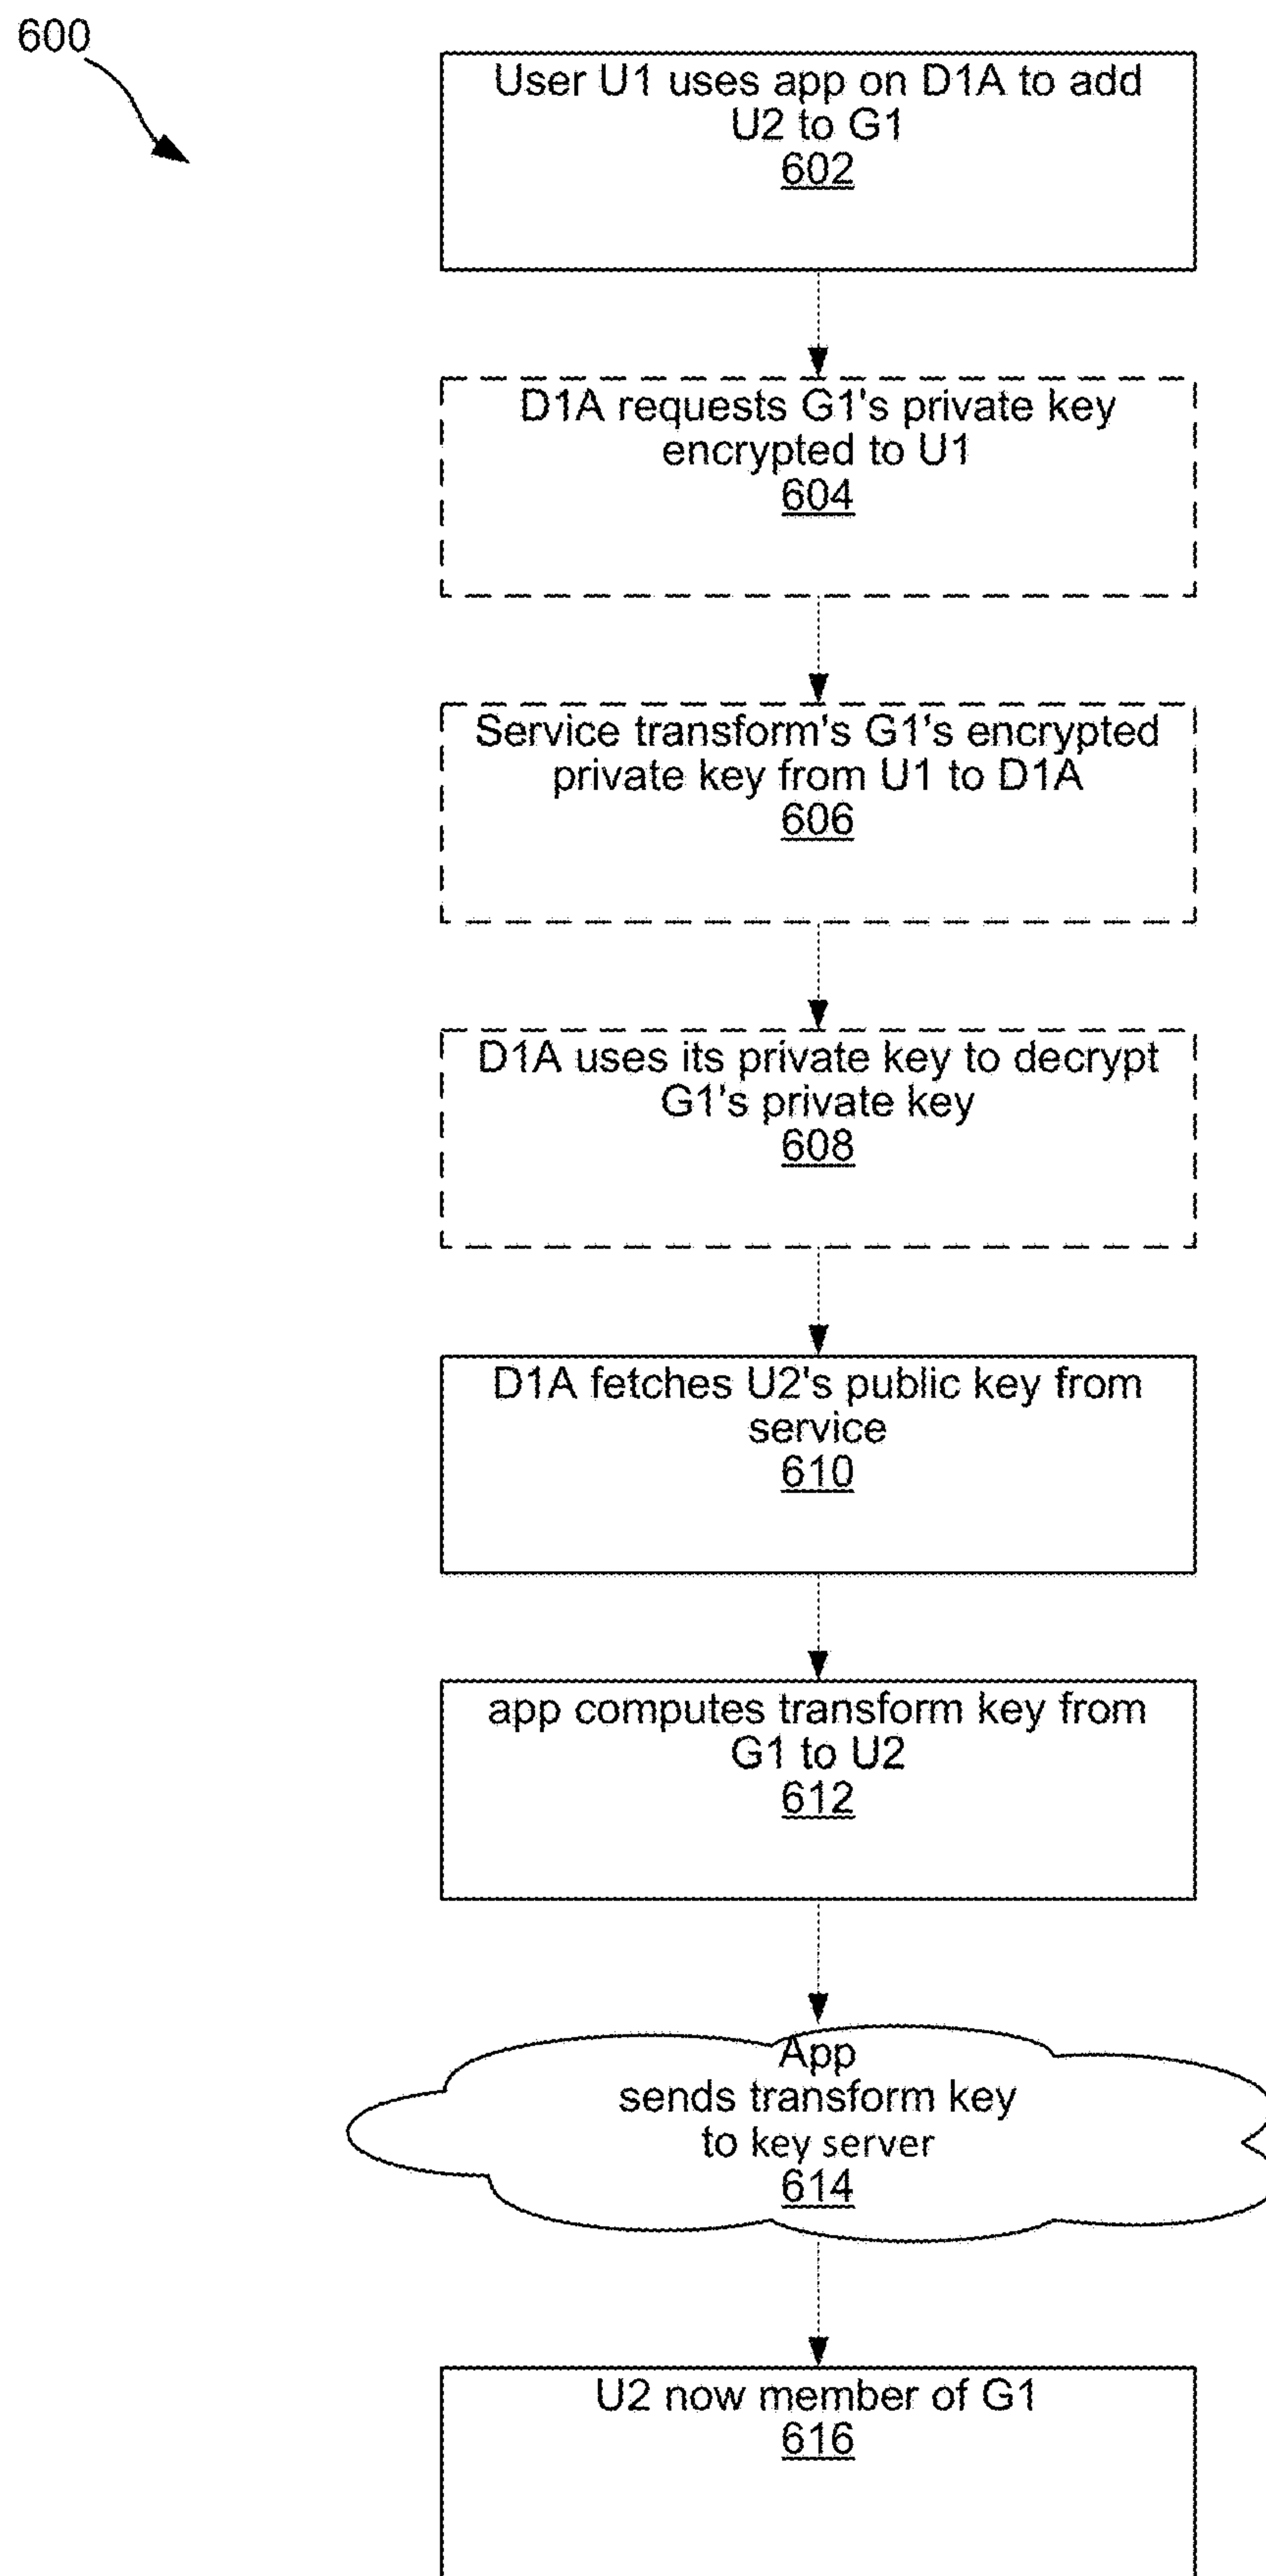 600
User U1 uses app on D1A to add
U2 to G1
602
D1A requests G1's private key
encrypted to U1
604
Service transform's G1's encrypted
private key from U1 to D1A
606
D1A uses its private key to decrypt
G1's private key
608
D1A fetches U2's public key from
service
610
app computes transform key from
G1 to U2
612
App
sends transform key
to key server
614
U2 now member of G1
616